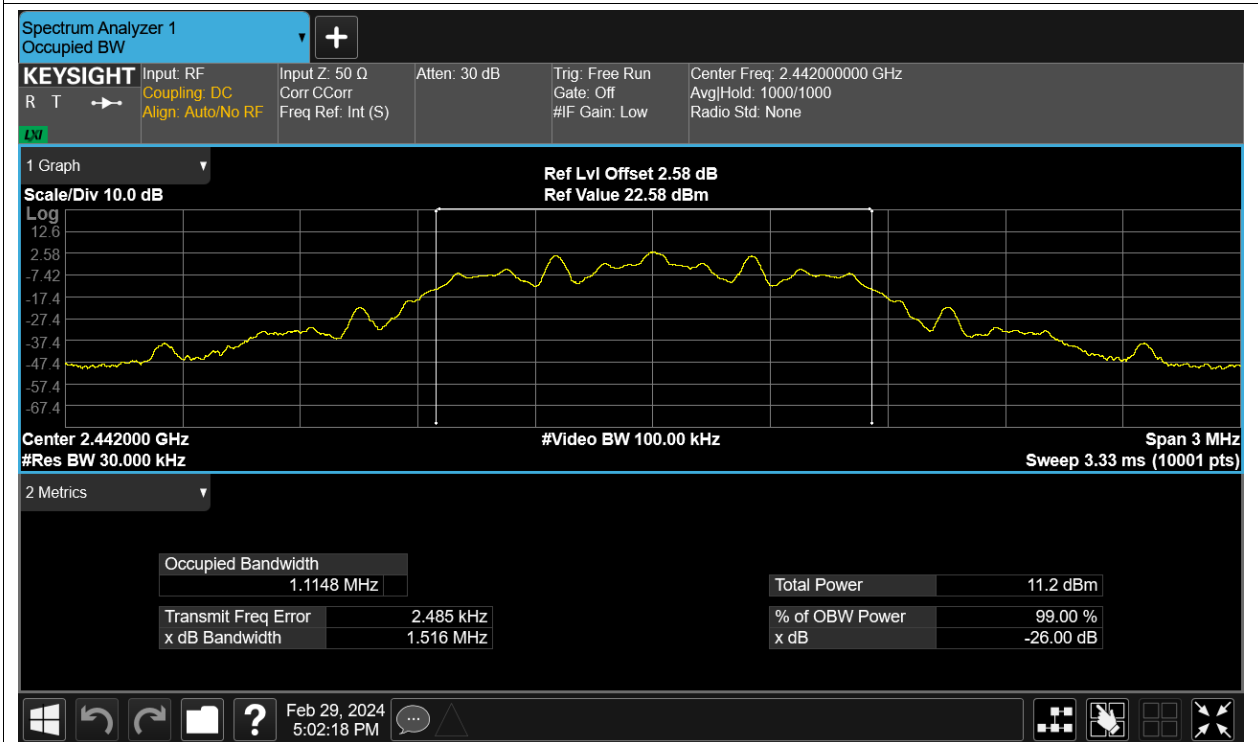 Spectrum Analyzer 1
Occupied BW
KEYSIGHT
R T
LXI
Input: RF
Coupling: DC
Align: Auto/No RF
Input Z: 50 Ω
Corr CCorr
Freq Ref: Int (S)
Atten: 30 dB
Trig: Free Run
Gate: Off
#IF Gain: Low
Center Freq: 2.442000000 GHz
Avg|Hold: 1000/1000
Radio Std: None
1 Graph
Scale/Div 10.0 dB
Ref Lvl Offset 2.58 dB
Ref Value 22.58 dBm
Log
12.6
2.58
-7.42
-17.4
-27.4
-37.4
-47.4
-57.4
-67.4
Center 2.442000 GHz
#Video BW 100.00 kHz
Span 3 MHz
#Res BW 30.000 kHz
Sweep 3.33 ms (10001 pts)
2 Metrics
Occupied Bandwidth
1.1148 MHz
Total Power 11.2 dBm
Transmit Freq Error 2.485 kHz
% of OBW Power 99.00 %
x dB Bandwidth 1.516 MHz
x dB -26.00 dB
?
Feb 29, 2024
5:02:18 PM